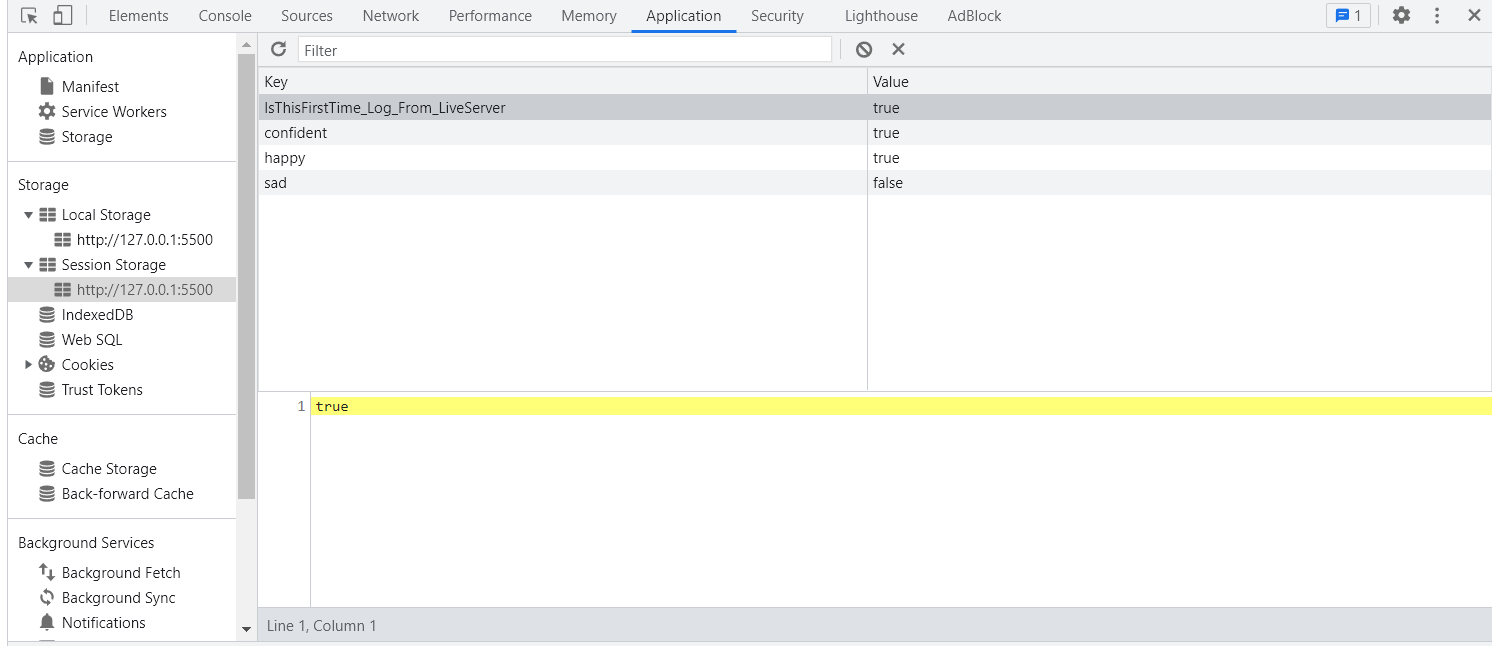 Elements Console Sources Network Performance Memory Application Security Lighthouse AdBlock 1
Application
Manifest
Service Workers
Storage
Storage
Local Storage
http://127.0.0.1:5500
Session Storage
http://127.0.0.1:5500
IndexedDB
Web SQL
Cookies
Trust Tokens
Cache
Cache Storage
Back-forward Cache
Background Services
Background Fetch
Background Sync
Notifications
Filter
Key Value
IsThisFirstTime_Log_From_LiveServer true
confident true
happy true
sad false
1 true
Line 1, Column 1